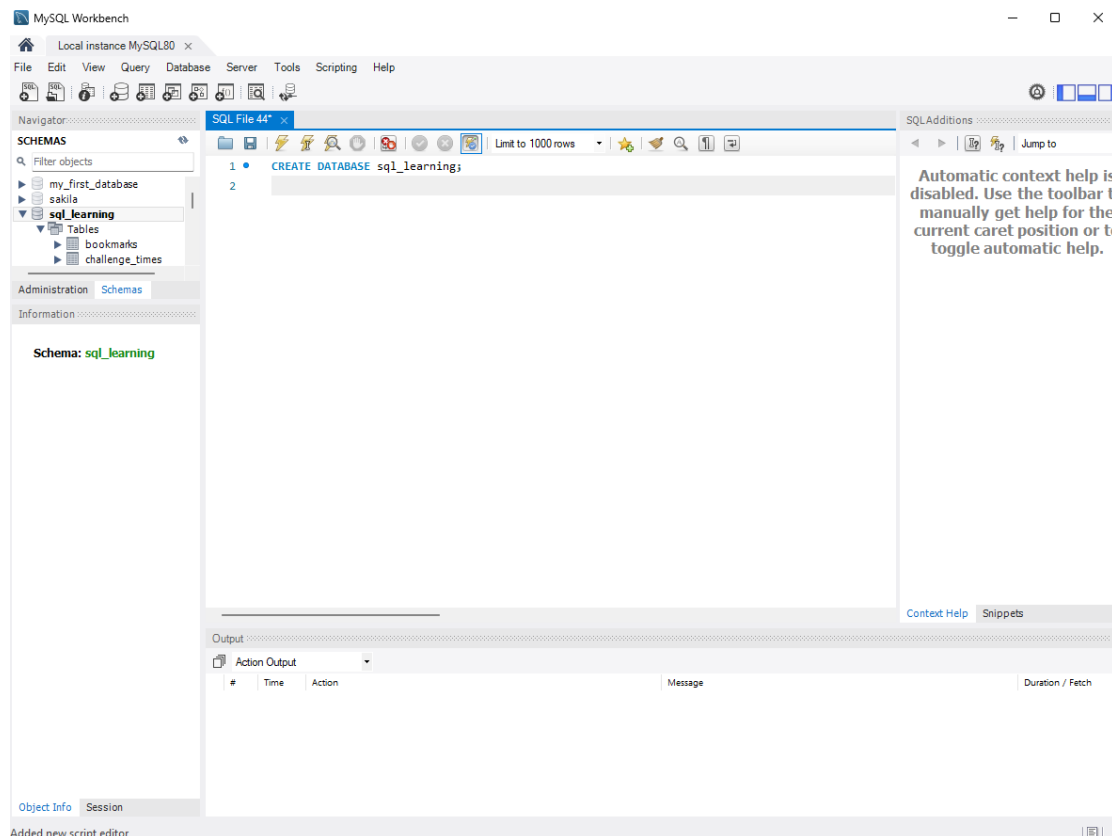 MySQL Workbench
Local instance MySQL80
File Edit View Query Database Server Tools Scripting Help
Navigator
SCHEMAS
Filter objects
my_first_database
sakila
sql_learning
Tables
bookmarks
challenge_times
Administration Schemas
Information
Schema: sql_learning
Object Info Session
SQL File 44*
Limit to 1000 rows
1 CREATE DATABASE sql_learning;
2
SQLAdditions
Jump to
Automatic context help is
disabled. Use the toolbar t
manually get help for the
current caret position or to
toggle automatic help.
Context Help Snippets
Output
Action Output
# Time Action Message Duration / Fetch
Added new script editor